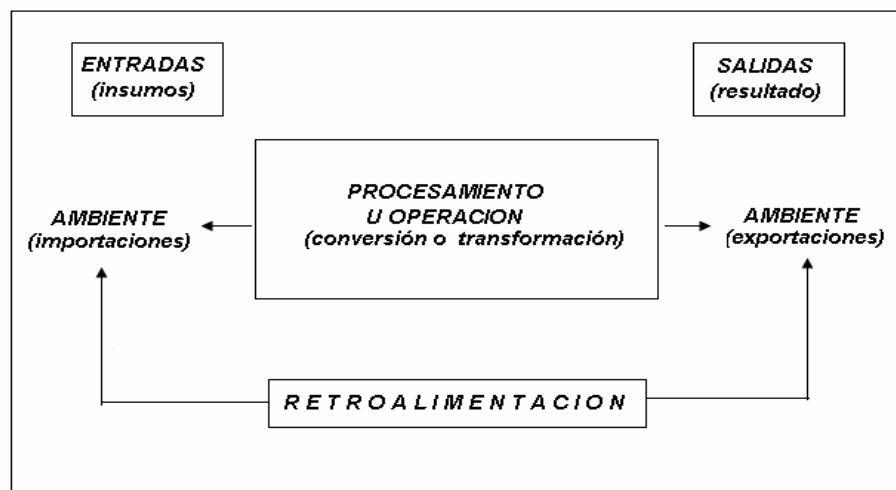 ENTRADAS
(insumos)
SALIDAS
(resultado)
PROCESAMIENTO
U OPERACION
(conversión o transformación)
AMBIENTE
(importaciones)
AMBIENTE
(exportaciones)
RETROALIMENTACION